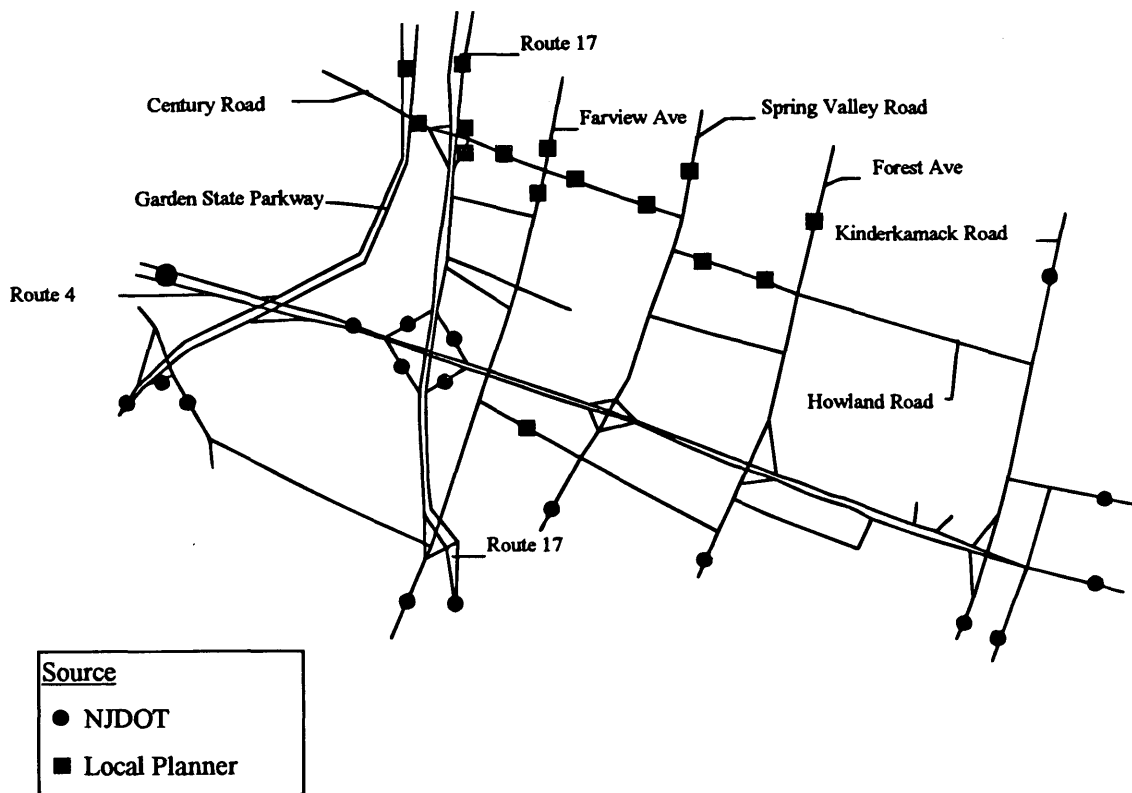 Route 17
Century Road
Farview Ave
Spring Valley Road
Forest Ave
Garden State Parkway
Kinderkamack Road
Route 4
Howland Road
Route 17
Source
NJDOT
Local Planner